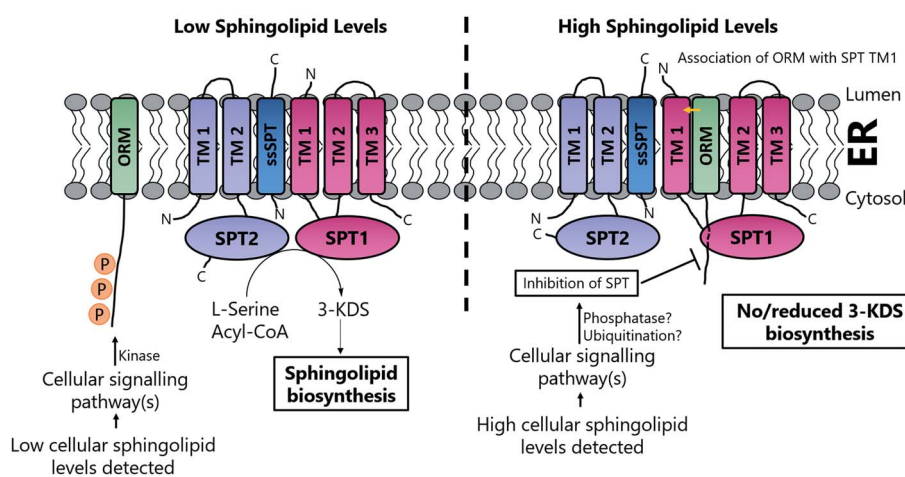 Low Sphingolipid Levels
C
N
ORM
TM 1
TM 2
ssSPT
TM 1
TM 2
TM 3
N
N
C
SPT2
SPT1
C
P
P
P
L-Serine
Acyl-CoA
3-KDS
Kinase
Cellular signalling
pathway(s)
Low cellular sphingolipid
levels detected
Sphingolipid
biosynthesis
High Sphingolipid Levels
Association of ORM with SPT TM1
C
N
Lumen
TM 1
TM 2
ssSPT
TM 1
ORM
TM 2
TM 3
ER
Cytosol
N
N
C
C
SPT2
SPT1
Inhibition of SPT
Phosphatase?
Ubiquitination?
Cellular signalling
pathway(s)
High cellular sphingolipid
levels detected
No/reduced 3-KDS
biosynthesis